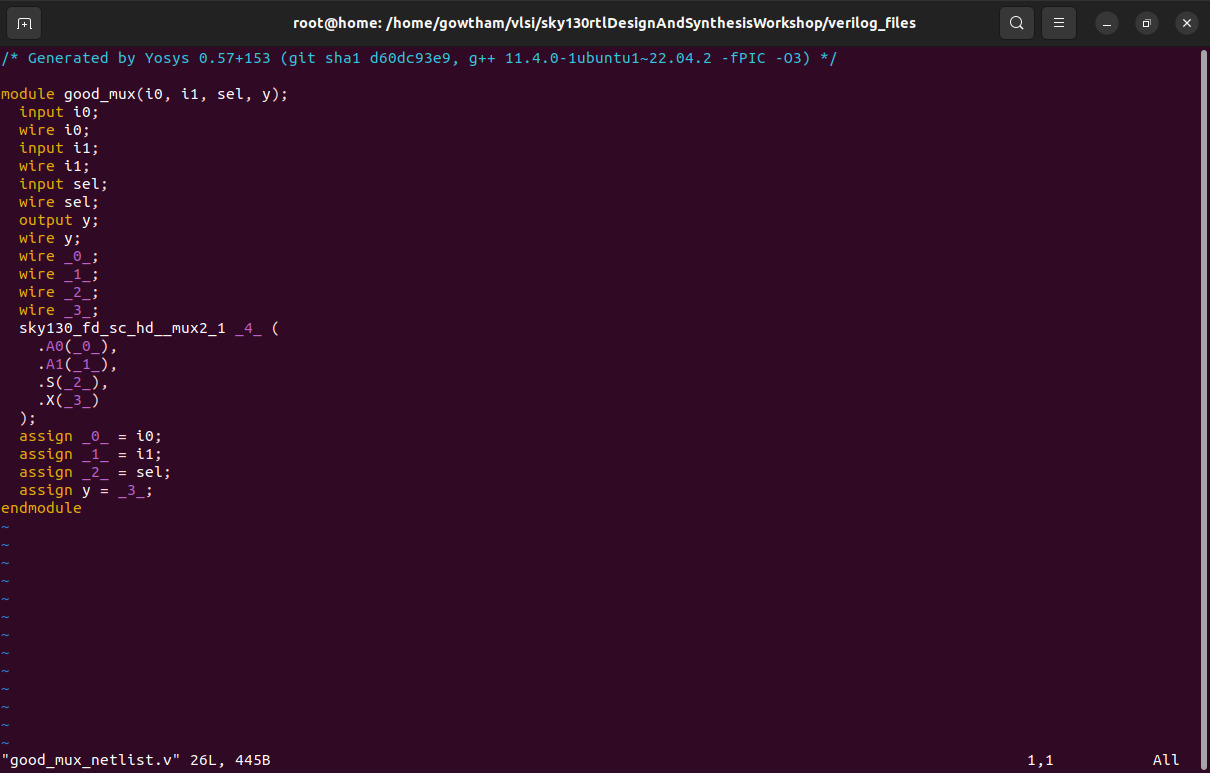 root@home: /home/gowtham/vlsi/sky130rtlDesignAndSynthesisWorkshop/verilog_files
/* Generated by Yosys 0.57+153 (git sha1 d60dc93e9, g++ 11.4.0-1ubuntu1~22.04.2 -fPIC -O3) */

module good_mux(i0, i1, sel, y);
  input i0;
  wire i0;
  input i1;
  wire i1;
  input sel;
  wire sel;
  output y;
  wire y;
  wire _0_;
  wire _1_;
  wire _2_;
  wire _3_;
  sky130_fd_sc_hd__mux2_1 _4_ (
    .A0(_0_),
    .A1(_1_),
    .S(_2_),
    .X(_3_)
  );
  assign _0_ = i0;
  assign _1_ = i1;
  assign _2_ = sel;
  assign y = _3_;
endmodule
~
~
~
~
~
~
~
~
~
~
~
~
~
"good_mux_netlist.v" 26L, 445B 1,1 All